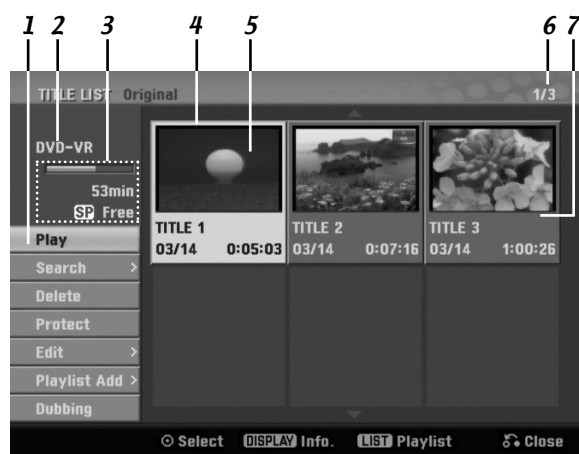 1 2 3 4 5 6 7
TITLE LIST Original 1/3
DVD-VR
53min
SP Free
Play
Search >
Delete
Protect
Edit >
Playlist Add >
Dubbing
TITLE 1
03/14 0:05:03
TITLE 2
03/14 0:07:16
TITLE 3
03/14 1:00:26
Select DISPLAY Info. LIST Playlist Close